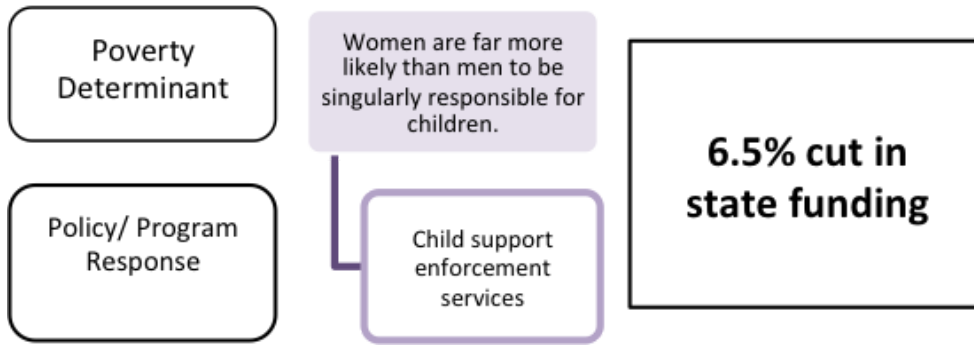 Poverty
Determinant
Women are far more
likely than men to be
singularly responsible for
children.
6.5% cut in
state funding
Policy/ Program
Response
Child support
enforcement
services